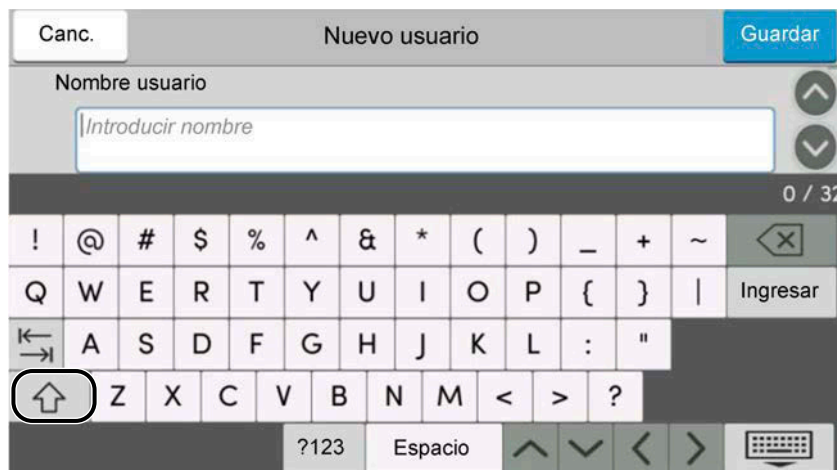 Canc. Nuevo usuario Guardar
Nombre usuario
Introducir nombre
0 / 32
! @ # $ % ^ & * ( ) _ + ~
Q W E R T Y U I O P { } | Ingresar
A S D F G H J K L : "
Z X C V B N M < > ?
?123 Espacio